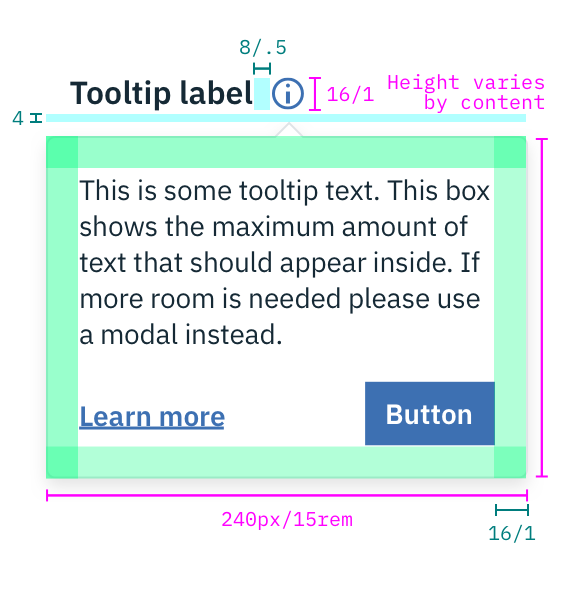 8/.5
Tooltip label
16/1
Height varies
by content
4
This is some tooltip text. This box
shows the maximum amount of
text that should appear inside. If
more room is needed please use
a modal instead.
Learn more
Button
240px/15rem
16/1